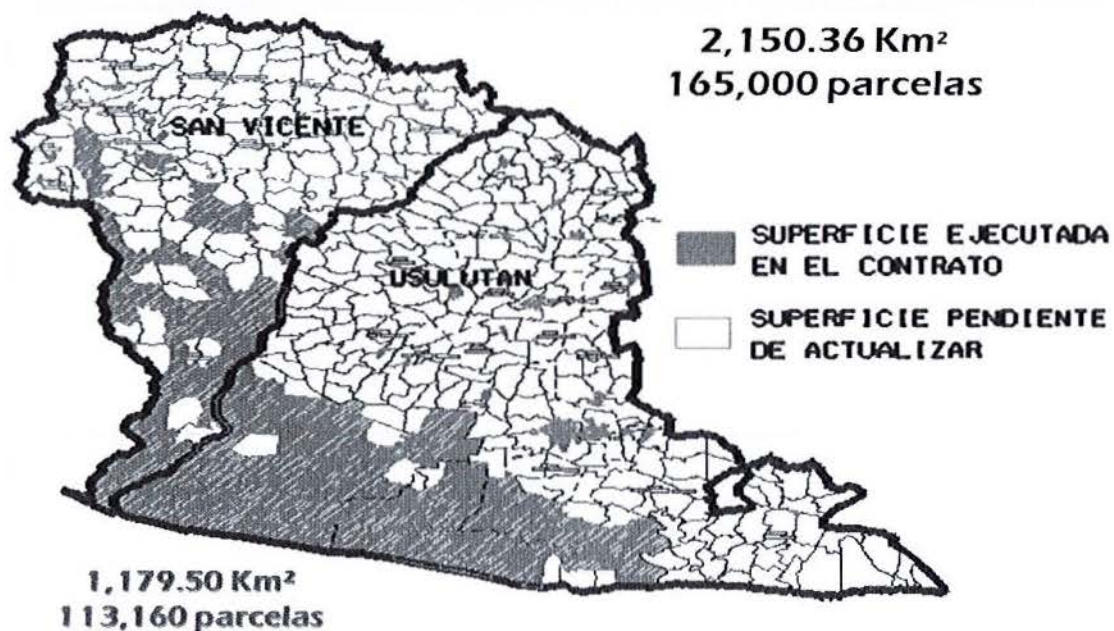 2,150.36 Km²
165,000 parcelas
SAN VICENTE
USULUTAN
SUPERFICIE EJECUTADA
EN EL CONTRATO
SUPERFICIE PENDIENTE
DE ACTUALIZAR
1,179.50 Km²
113,160 parcelas